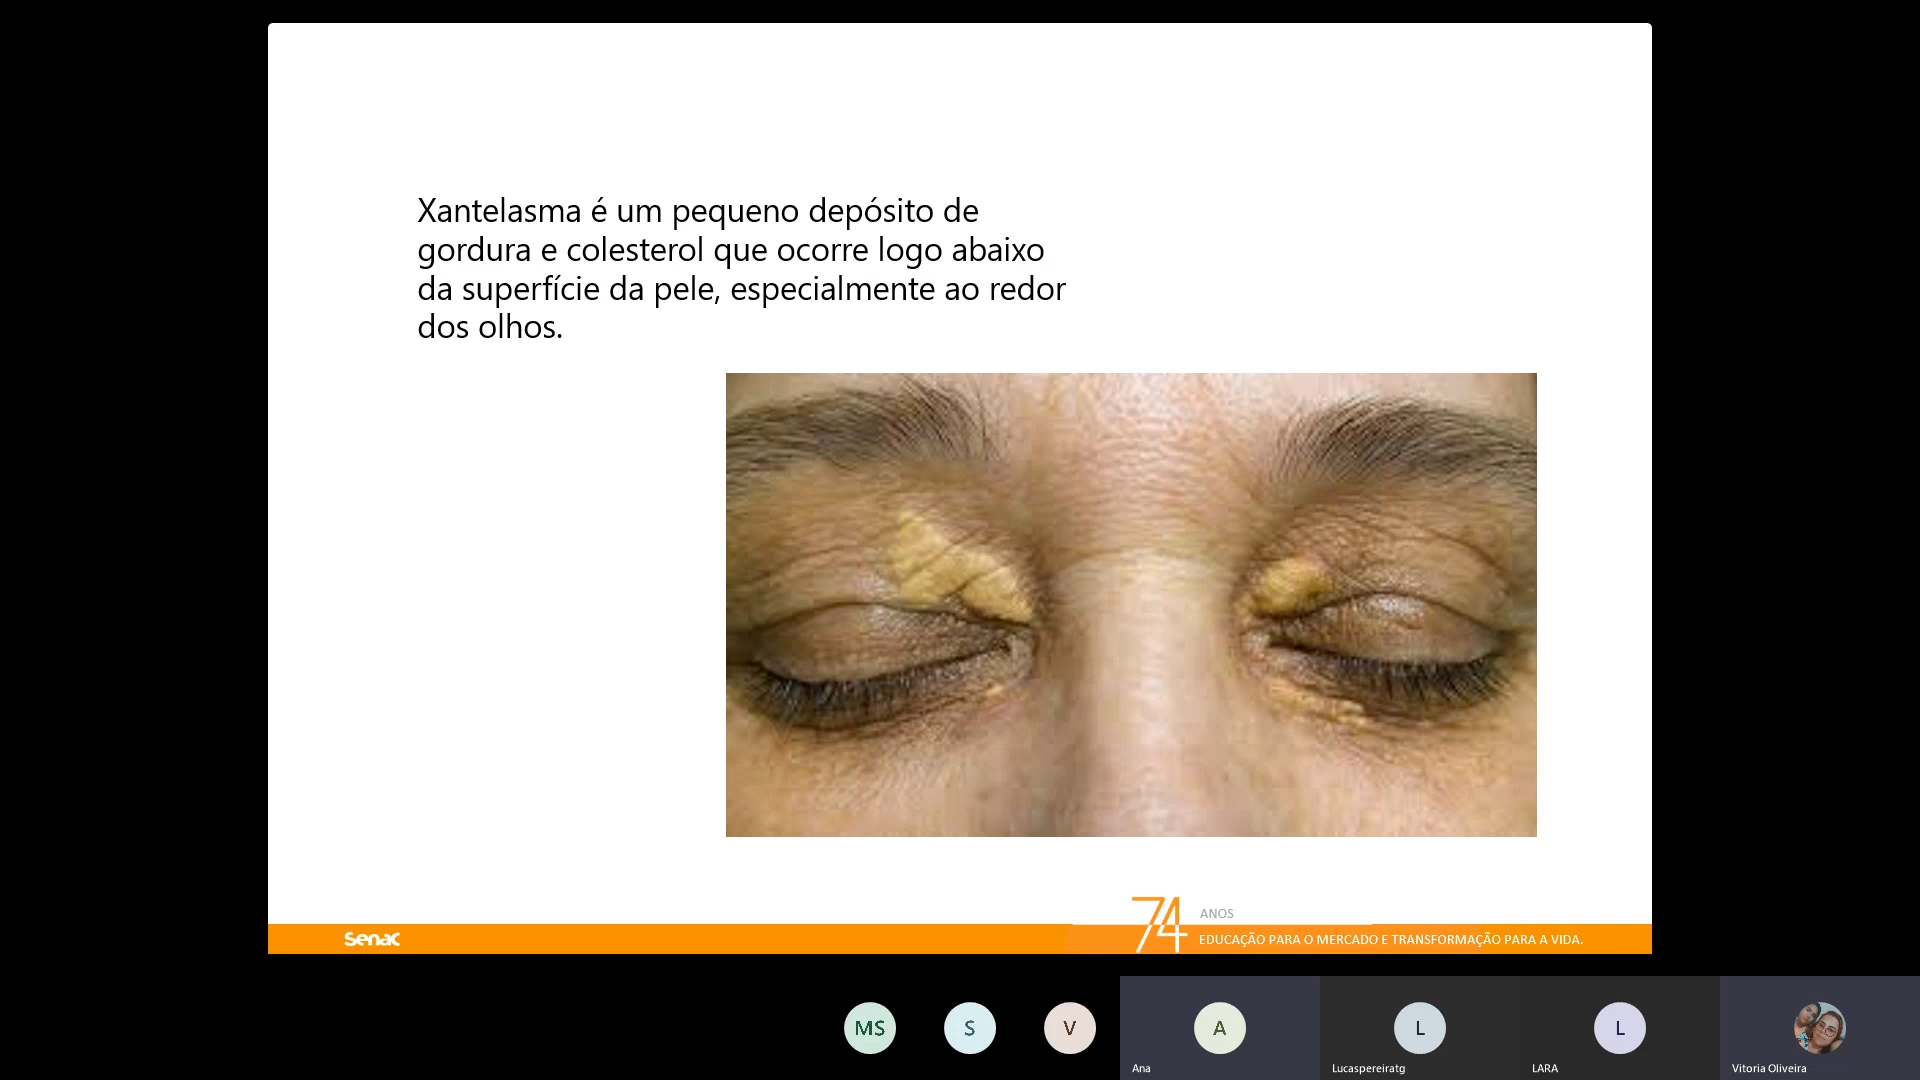 Xantelasma é um pequeno depósito de
gordura e colesterol que ocorre logo abaixo
da superfície da pele, especialmente ao redor
dos olhos.
senac
74 ANOS
EDUCAÇÃO PARA O MERCADO E TRANSFORMAÇÃO PARA A VIDA.
MS
S
V
A
L
L
Ana
Lucaspereiratg
LARA
Vitoria Oliveira